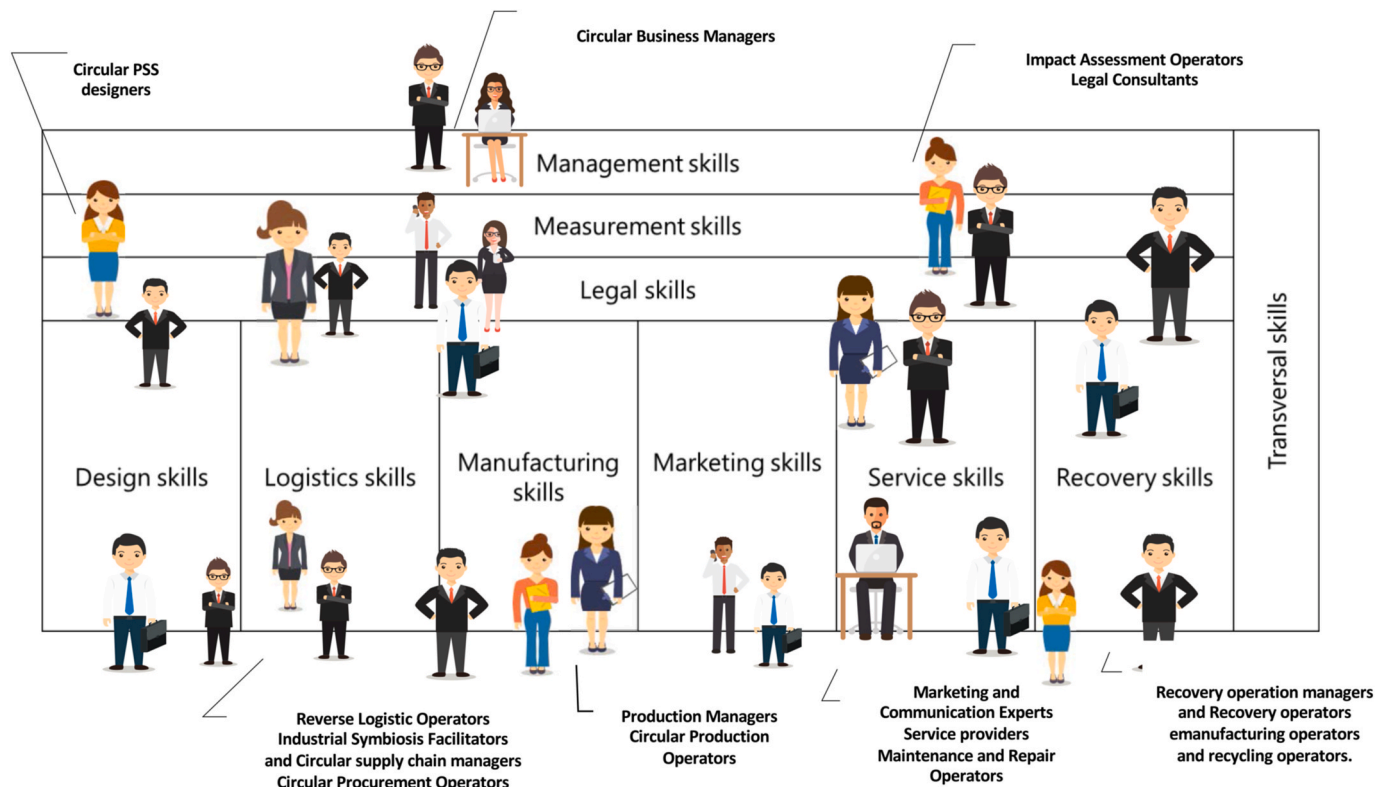 Circular Business Managers
Circular PSS
designers
Impact Assessment Operators
Legal Consultants
Management skills
Measurement skills
Legal skills
Transversal skills
Design skills
Logistics skills
Manufacturing
skills
Marketing skills
Service skills
Recovery skills
Reverse Logistic Operators
Industrial Symbiosis Facilitators
and Circular supply chain managers
Circular Procurement Operators
Production Managers
Circular Production
Operators
Marketing and
Communication Experts
Service providers
Maintenance and Repair
Operators
Recovery operation managers
and Recovery operators
emanufacturing operators
and recycling operators.